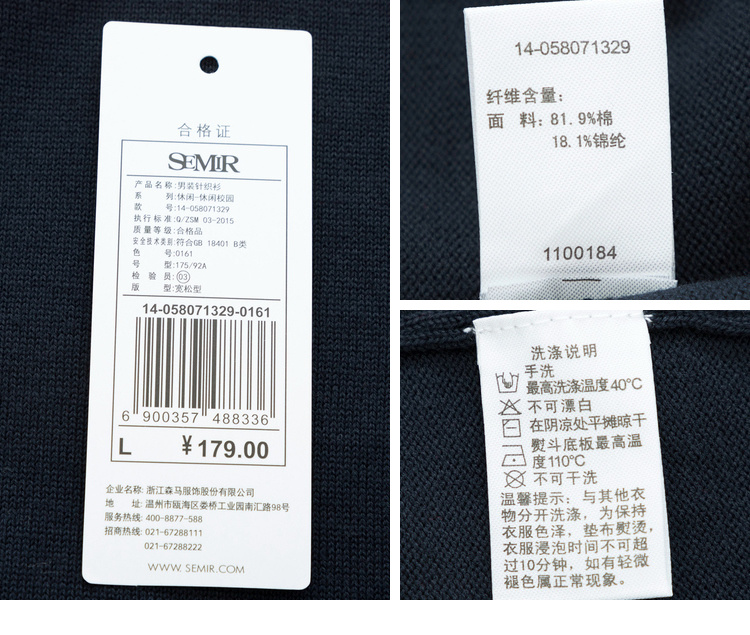 合格证
SEMIR
产品名称:男装针织衫
系 列:休闲-休闲校园
款 号:14-058071329
执行标准:Q/ZSM 03-2015
质量等级:合格品
安全技术类别:符合GB 18401 B类
色 号:0161
号 型:175/92A
检 验 员:03
版 型:宽松型
14-058071329-0161
6 900357 488336
L ¥179.00
企业名称: 浙江森马服饰股份有限公司
地 址: 温州市瓯海区娄桥工业园南汇路98号
服务热线: 400-8877-588
招商热线: 021-67288111
021-67288222
WWW. SEMIR.COM
14-058071329
纤维含量:
面 料: 81.9%棉
18.1%锦纶
1100184
洗涤说明
手洗
最高洗涤温度40℃
不可漂白
在阴凉处平摊晾干
熨斗底板最高温
度110℃
不可干洗
温馨提示: 与其他衣
物分开洗涤, 为保持
衣服色泽, 垫布熨烫,
衣服浸泡时间不可超
过10分钟, 如有轻微
褪色属正常现象。